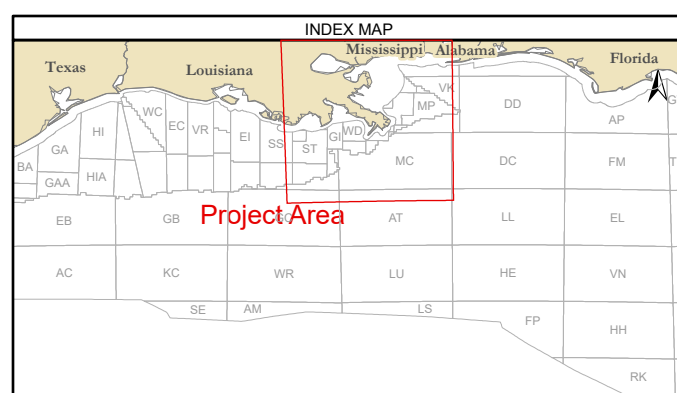 INDEX MAP
Mississippi Alabama
Texas Louisiana Florida
VK
WC MP DD
EC VR AP G
HI EI SS ST GI WD
GA
BA HIA MC DC FM T
GAA
Project Area
EB GB GC AT LL EL
AC KC WR LU HE VN
SE AM LS
FP HH
RK